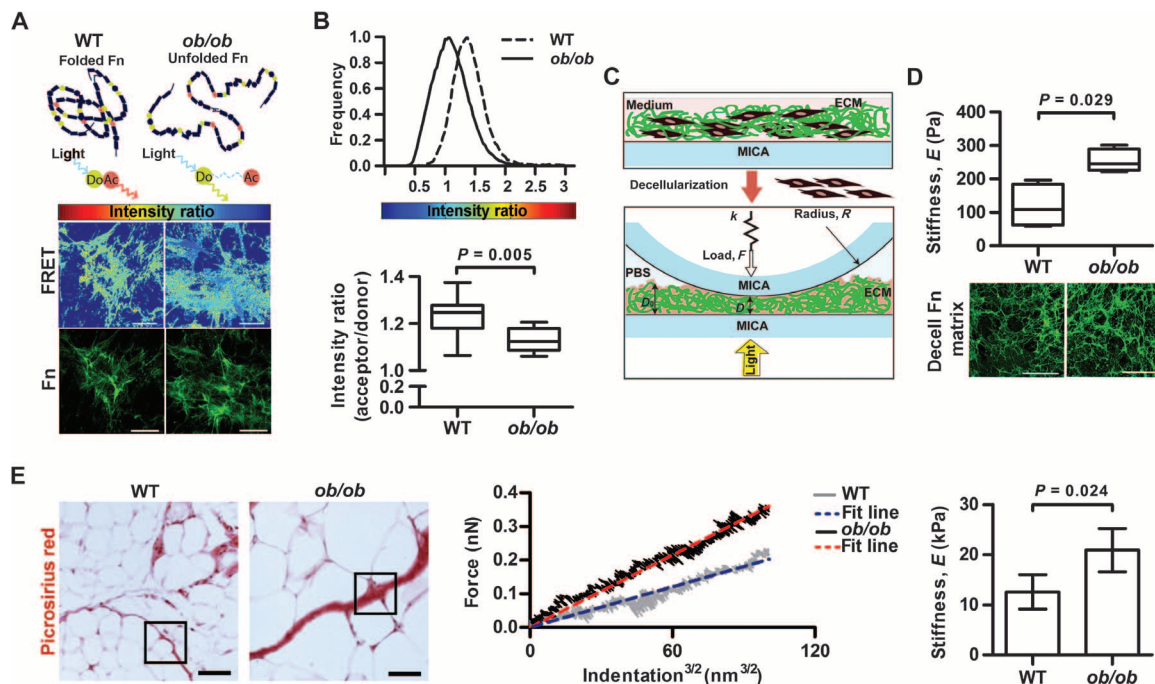 A
WT
Folded Fn
ob/ob
Unfolded Fn
Light
Light
DoAc
Do
Ac
Intensity ratio
FRET
Fn
B
WT
ob/ob
Frequency
1.0
0.8
0.6
0.4
0.2
0.0
0.5 1 1.5 2 2.5 3
Intensity ratio
P = 0.005
Intensity ratio
(acceptor/donor)
1.4
1.2
1.0
0.2
0.0
WT
ob/ob
C
Medium
ECM
MICA
Decellularization
k
Radius, R
Load, F
PBS
MICA
ECM
D0
D
MICA
Light
D
P = 0.029
Stiffness, E (Pa)
400
300
200
100
0
WT
ob/ob
Decell Fn
matrix
E
WT
ob/ob
Picrosirius red
Force (nN)
0.4
0.3
0.2
0.1
0.0
0 60 120
Indentation3/2 (nm3/2)
WT
Fit line
ob/ob
Fit line
P = 0.024
Stiffness, E (kPa)
30
20
10
0
WT
ob/ob